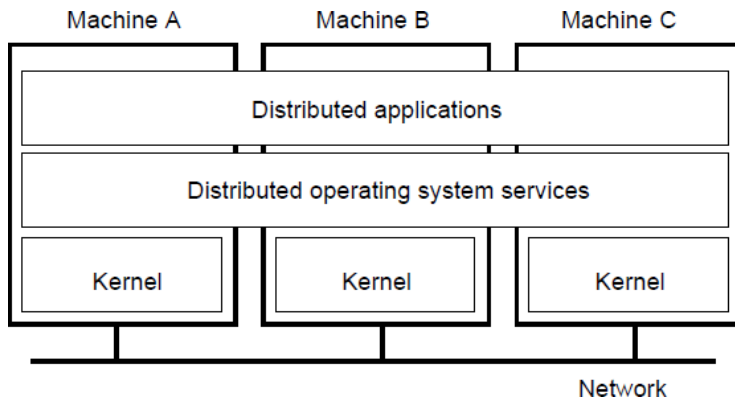 Machine A
Machine B
Machine C
Distributed applications
Distributed operating system services
Kernel
Kernel
Kernel
Network